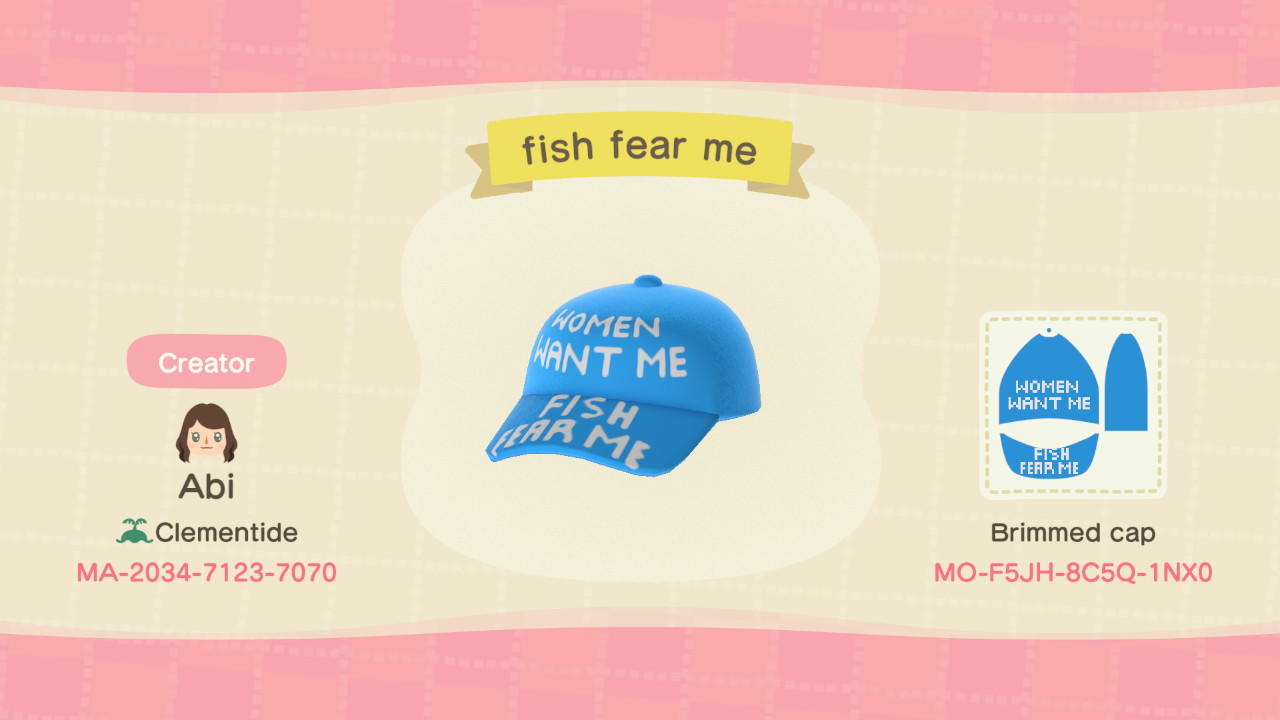 fish fear me
WOMEN
WANT ME
FISH
FEAR ME
Creator
Abi
Clementide
MA-2034-7123-7070
WOMEN
WANT ME
FISH
FEAR ME
Brimmed cap
MO-F5JH-8C5Q-1NX0